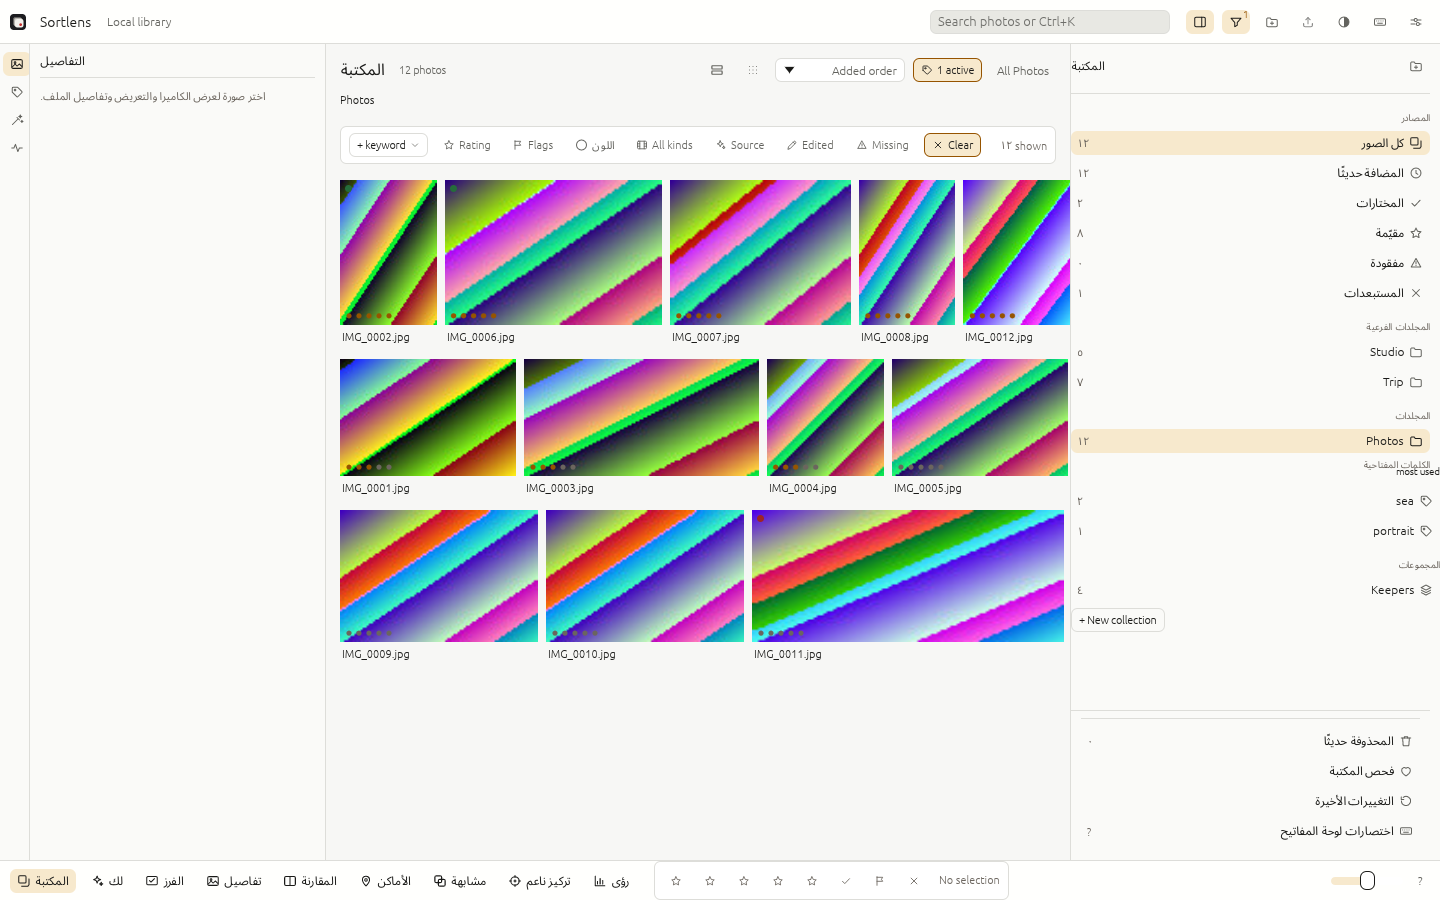 Sortlens Local library
Search photos or Ctrl+K
1
التفاصيل
اختر صورة لعرض الكاميرا والتعريض وتفاصيل الملف.
المكتبة 12 photos
Added order
1 active
All Photos
Photos
+ keyword
Rating
Flags
اللون
All kinds
Source
Edited
Missing
Clear
١٢ shown
IMG_0002.jpg
IMG_0006.jpg
IMG_0007.jpg
IMG_0008.jpg
IMG_0012.jpg
IMG_0001.jpg
IMG_0003.jpg
IMG_0004.jpg
IMG_0005.jpg
IMG_0009.jpg
IMG_0010.jpg
IMG_0011.jpg
المكتبة
المصادر
كل الصور ١٢
المضافة حديثًا ١٢
المختارات ٢
مقيّمة ٨
مفقودة ٠
المستبعدات ١
المجلدات الفرعية
Studio ٥
Trip ٧
المجلدات
Photos ١٢
الكلمات المفتاحية
most used
sea ٢
portrait ١
المجموعات
Keepers ٤
+ New collection
المحذوفة حديثًا ٠
فحص المكتبة
التغييرات الأخيرة
اختصارات لوحة المفاتيح ?
المكتبة
لك
الفرز
تفاصيل
المقارنة
الأماكن
مشابهة
تركيز ناعم
رؤى
No selection
?